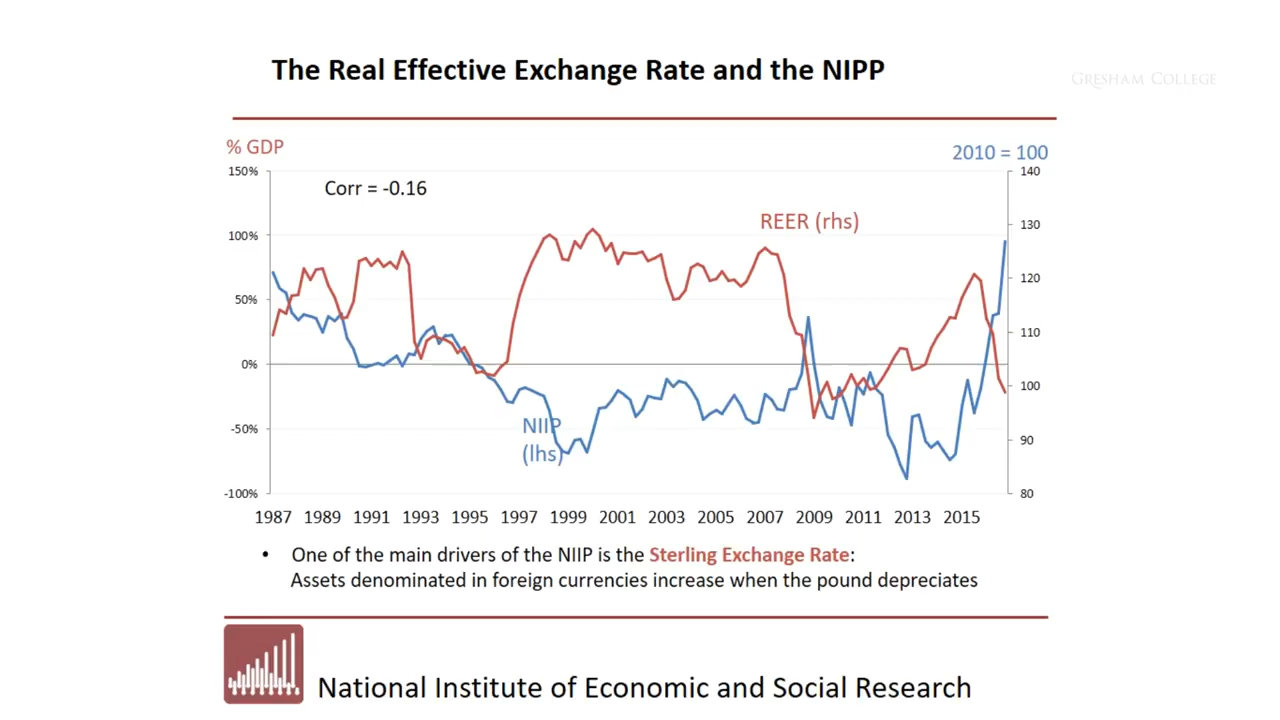 The Real Effective Exchange Rate and the NIPP
GRESHAM COLLEGE
% GDP
2010 = 100
150%
100%
50%
0%
-50%
-100%
Corr = -0.16
REER (rhs)
NIIP
(lhs)
140
130
120
110
100
90
80
1987 1989 1991 1993 1995 1997 1999 2001 2003 2005 2007 2009 2011 2013 2015
• One of the main drivers of the NIIP is the Sterling Exchange Rate:
Assets denominated in foreign currencies increase when the pound depreciates
National Institute of Economic and Social Research